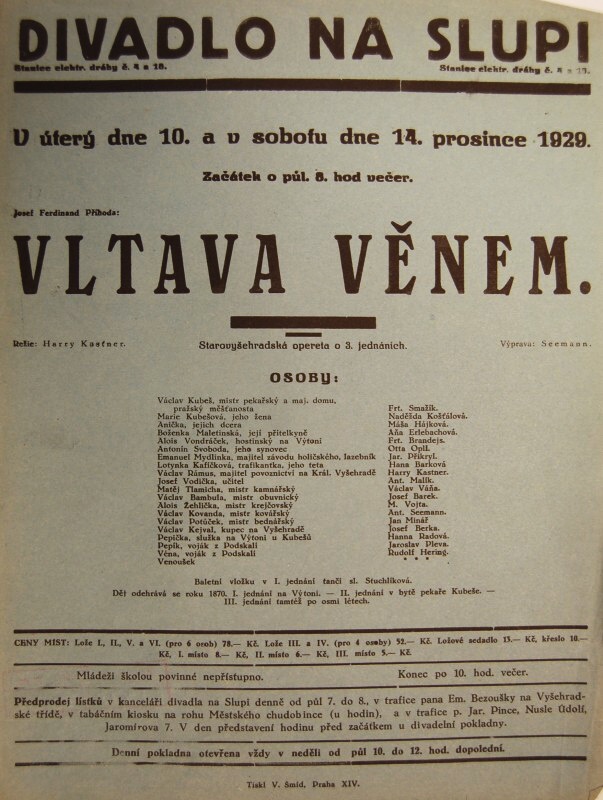 DIVADLO NA SLUPI
Stanice elektr. dráhy č. 4 a 18. Stanice elektr. dráhy č. 4 a 18.
V úterý dne 10. a v sobotu dne 14. prosince 1929.
Začátek o půl 8. hod večer.
Josef Ferdinand Příhoda:
VLTAVA VĚNEM.
Režie: Harry Kastner. Starovyšehradská opereta o 3. jednáních. Výprava: Seemann.
OSOBY:
Václav Kubeš, mistr pekařský a maj. domu,
pražský měšťanosta Frt. Smažík.
Marie Kubešová, jeho žena Naděžda Košťálová.
Anička, jejich dcera Máša Hájková.
Boženka Maletinská, její přítelkyně Aňa Erlebachová.
Alois Vondráček, hostinský na Výtoni Frt. Brandejs.
Antonín Svoboda, jeho synovec Otta Opll.
Emanuel Mydlinka, majitel závodu holičského, lazebník Jar. Přikryl.
Lotynka Kafičková, trafikantka, jeho teta Hana Barková
Václav Rámus, majitel povoznictví na Král. Vyšehradě Harry Kastner.
Josef Vodička, učitel Ant. Malík.
Matěj Tlamicha, mistr kamnářský Václav Váňa.
Václav Bambula, mistr obuvnický Josef Barek.
Alois Žehlička, mistr krejčovský M. Vojta.
Václav Kovanda, mistr kovářský Ant. Seemann.
Václav Potůček, mistr bednářský Jan Minář
Václav Kejval, kupec na Vyšehradě Josef Berka.
Pepička, služka na Výtoni u Kubešů Hanna Radová.
Pepík, voják z Podskalí Jaroslav Pleva.
Věna, voják z Podskalí Rudolf Hering.
Venoušek * * *
Baletní vložku v I. jednání tančí sl. Stuchlíková.
Děj odehrává se roku 1870. I. jednání na Výtoni. — II. jednání v bytě pekaře Kubeše. —
III. jednání tamtéž po osmi létech.
CENY MÍST: Lože I., II., V. a VI. (pro 6 osob) 78.— Kč. Lože III. a IV. (pro 4 osoby) 52.— Kč. Ložové sedadlo 13.— Kč, křeslo 10.—
Kč, I. místo 8.— Kč, II. místo 6.— Kč, III. místo 5.— Kč.
Mládeži školou povinné nepřístupno. Konec po 10. hod. večer.
Předprodej lístků v kanceláři divadla na Slupi denně od půl 7. do 8., v trafice pana Em. Bezoušky na Vyšehrad-
ské třídě, v tabáčním kiosku na rohu Městského chudobince (u hodin), a v trafice p. Jar. Pince, Nusle Údolí,
Jaromírova 7. V den představení hodinu před začátkem u divadelní pokladny.
Denní pokladna otevřena vždy v neděli od půl 10. do 12. hod. dopolední.
Tiskl V. Šmíd, Praha XIV.